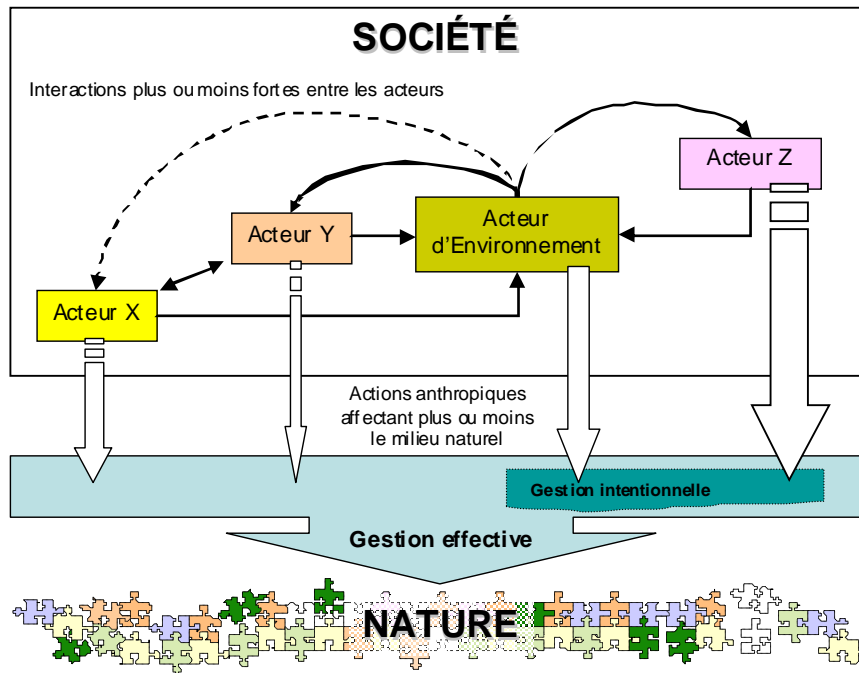 SOCIÉTÉ
Interactions plus ou moins fortes entre les acteurs
Acteur Z
Acteur
d'Environnement
Acteur Y
Acteur X
Actions anthropiques
affectant plus ou moins
le milieu naturel
Gestion intentionnelle
Gestion effective
NATURE